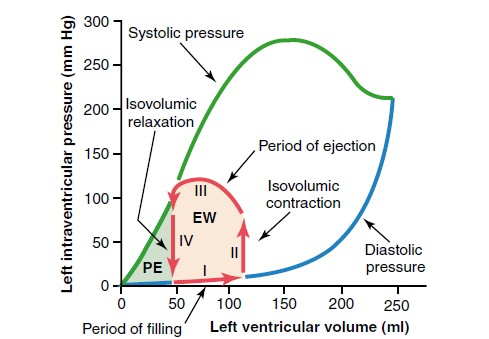 Left intraventricular pressure (mm Hg)
300
250
200
150
100
50
0
Systolic pressure
Isovolumic
relaxation
Period of ejection
Isovolumic
contraction
III
EW
IV
II
PE
I
Diastolic
pressure
0
50
100
150
200
250
Period of filling
Left ventricular volume (ml)